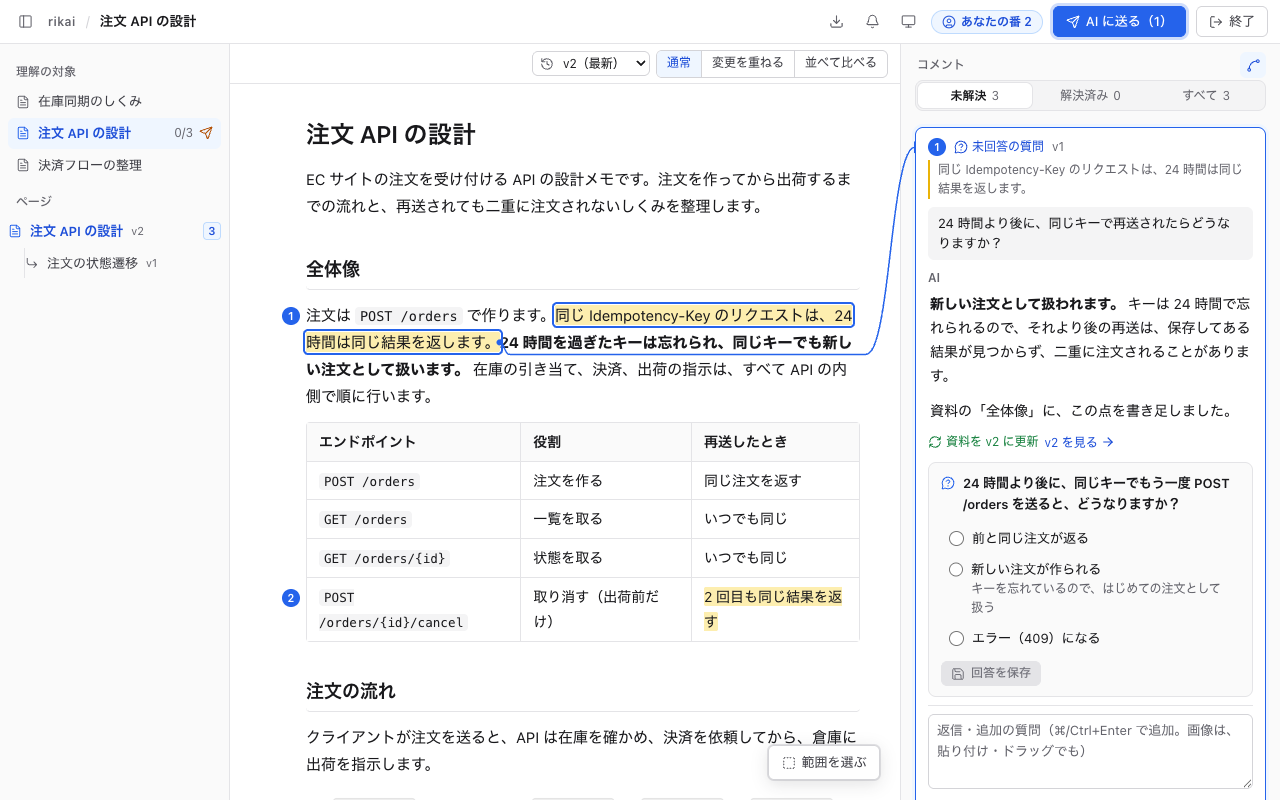 rikai / 注文 API の設計
あなたの番 2
AI に送る（1）
終了
理解の対象
在庫同期のしくみ
注文 API の設計 0/3
決済フローの整理
ページ
注文 API の設計 v2 3
注文の状態遷移 v1
v2（最新）
通常
変更を重ねる
並べて比べる
注文 API の設計
EC サイトの注文を受け付ける API の設計メモです。注文を作ってから出荷するま
での流れと、再送されても二重に注文されないしくみを整理します。
全体像
1 注文は POST /orders で作ります。同じ Idempotency-Key のリクエストは、24
時間は同じ結果を返します。24 時間を過ぎたキーは忘れられ、同じキーでも新し
い注文として扱います。 在庫の引き当て、決済、出荷の指示は、すべて API の内
側で順に行います。
エンドポイント 役割 再送したとき
POST /orders 注文を作る 同じ注文を返す
GET /orders 一覧を取る いつでも同じ
GET /orders/{id} 状態を取る いつでも同じ
2 POST 取り消す（出荷前だ 2 回目も同じ結果を返
/orders/{id}/cancel け） す
注文の流れ
クライアントが注文を送ると、API は在庫を確かめ、決済を依頼してから、倉庫に
出荷を指示します。
範囲を選ぶ
コメント
未解決 3
解決済み 0
すべて 3
1 未回答の質問 v1
同じ Idempotency-Key のリクエストは、24 時間は同じ
結果を返します。
24 時間より後に、同じキーで再送されたらどうな
りますか？
AI
新しい注文として扱われます。 キーは 24 時間で忘
れられるので、それより後の再送は、保存してある
結果が見つからず、二重に注文されることがありま
す。
資料の「全体像」に、この点を書き足しました。
資料を v2 に更新 v2 を見る →
24 時間より後に、同じキーでもう一度 POST
/orders を送ると、どうなりますか？
前と同じ注文が返る
新しい注文が作られる
キーを忘れているので、はじめての注文として
扱う
エラー（409）になる
回答を保存
返信・追加の質問（⌘/Ctrl+Enter で追加。画像は、
貼り付け・ドラッグでも）